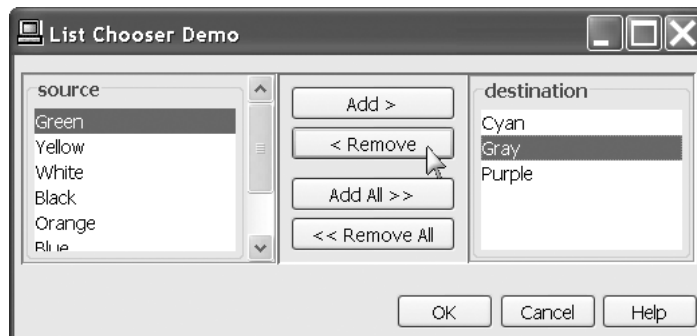 List Chooser Demo
source
Green
Yellow
White
Black
Orange
Blue
Add >
< Remove
Add All >>
<< Remove All
destination
Cyan
Gray
Purple
OK
Cancel
Help